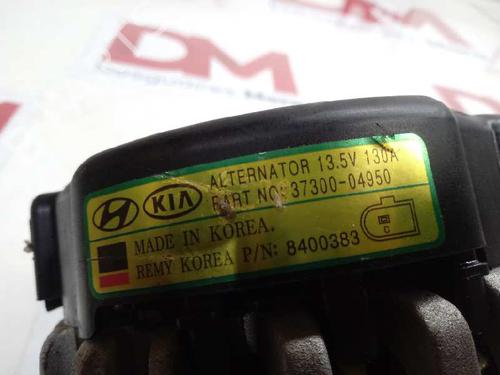 DM
KIA
ALTERNATOR 13.5V 130A
PART NO: 37300-04950
MADE IN KOREA.
REMY KOREA P/N: 8400383
C